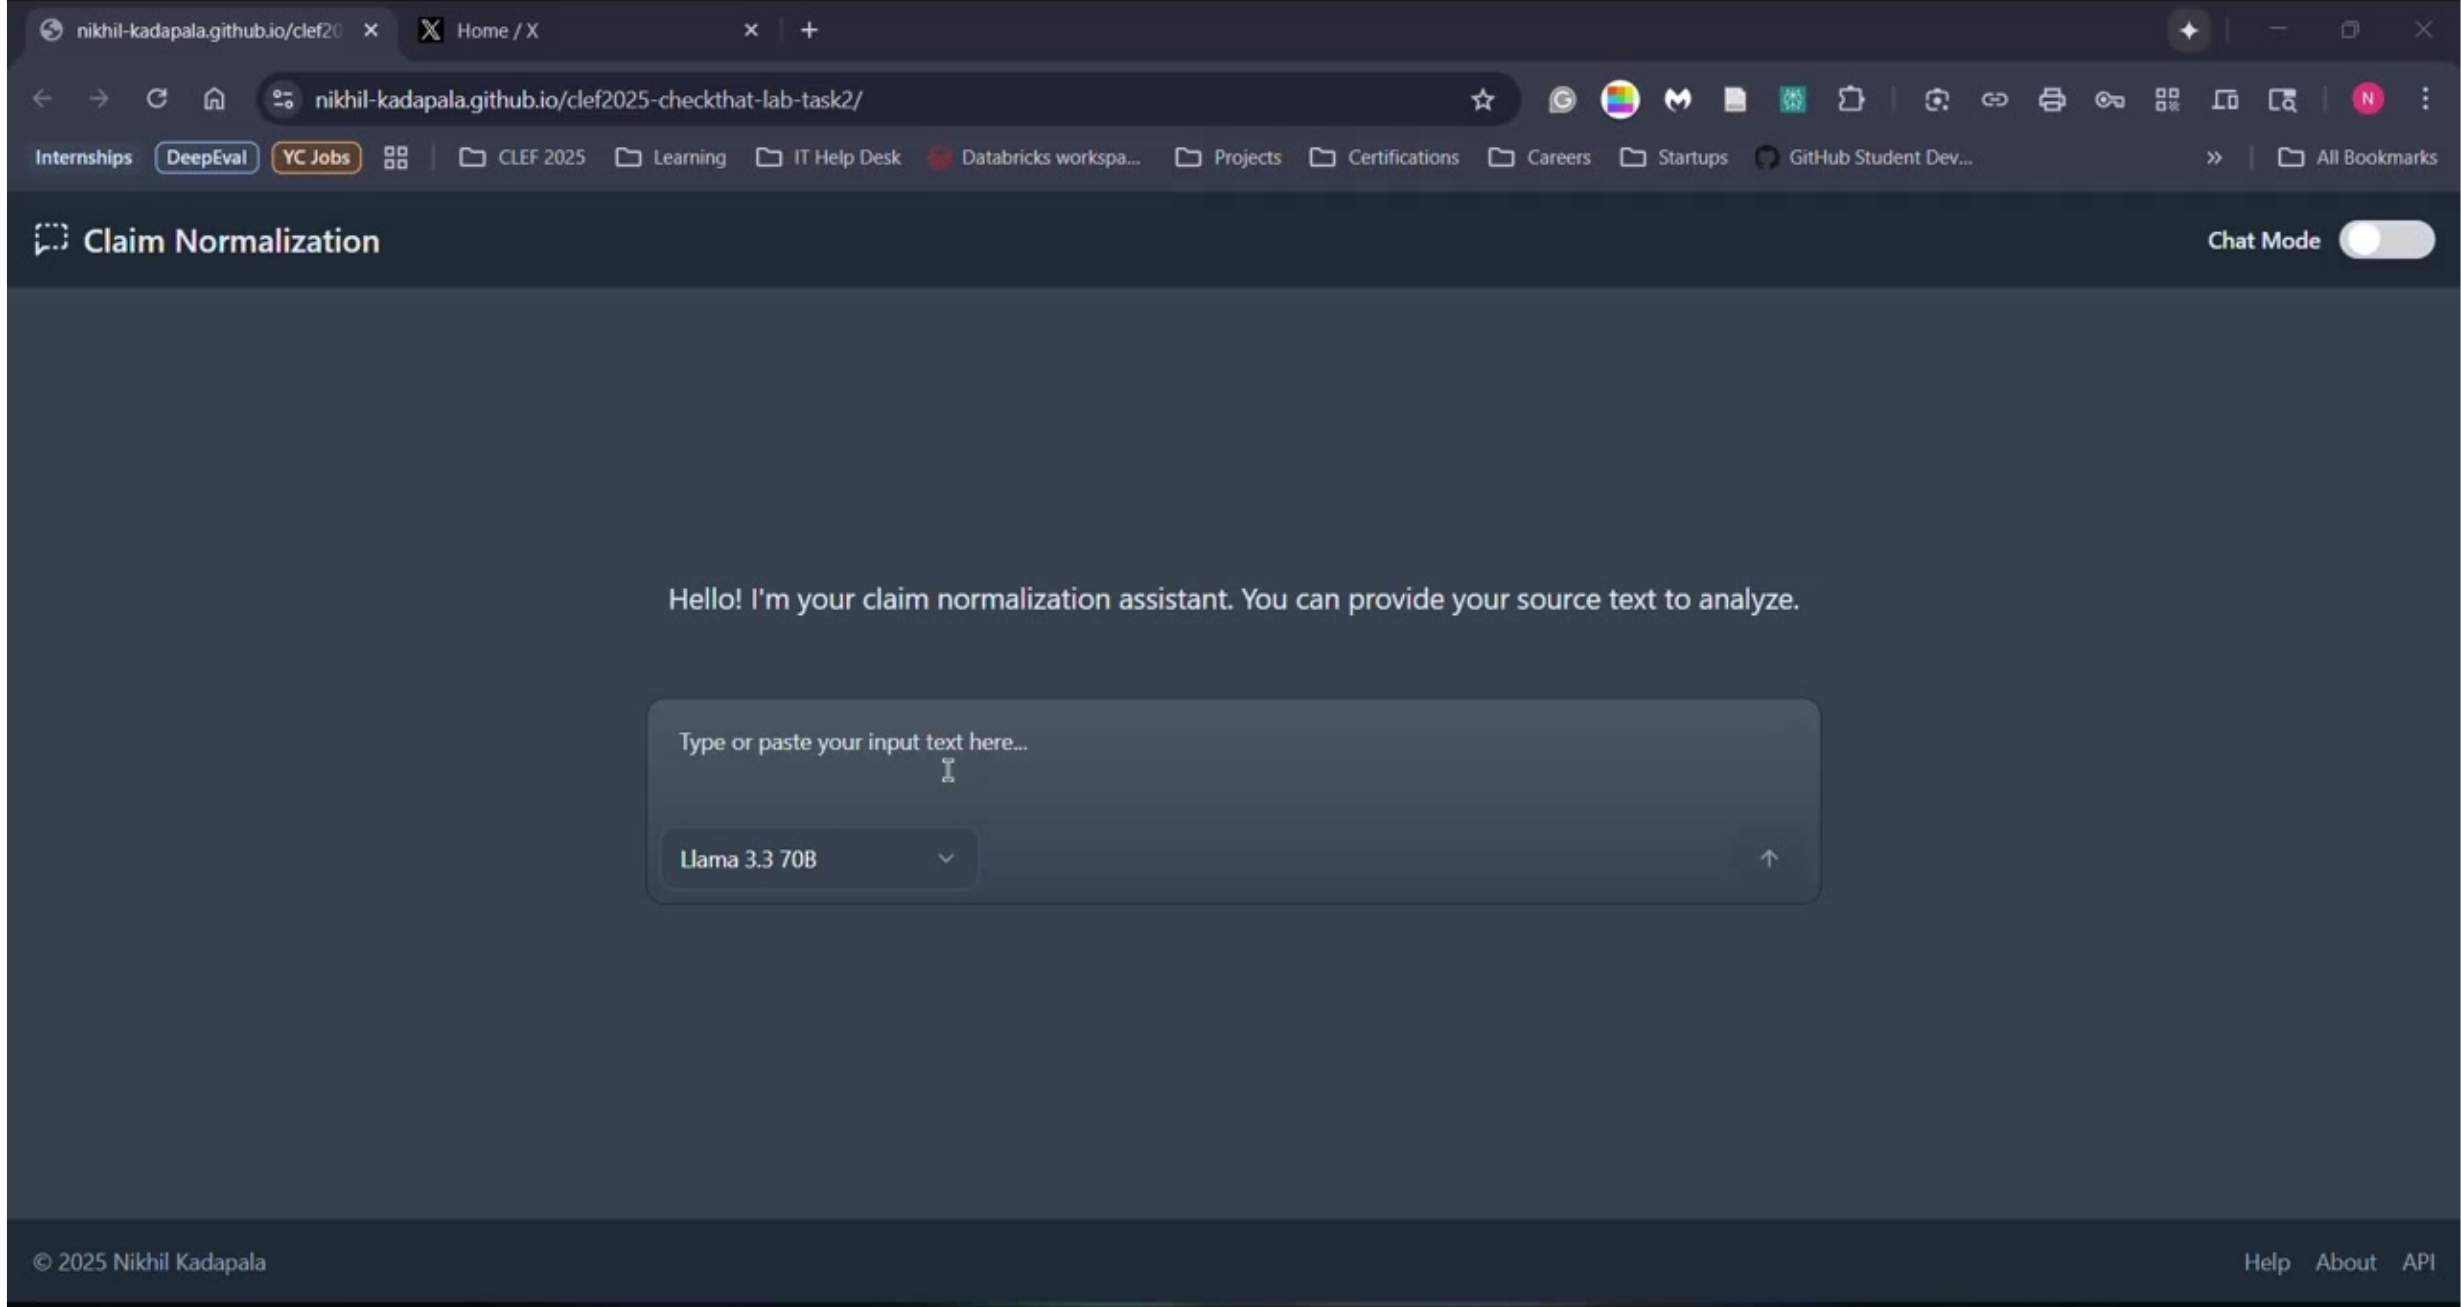 nikhil-kadapala.github.io/clef20
Home / X
nikhil-kadapala.github.io/clef2025-checkthat-lab-task2/
N
Internships DeepEval YC Jobs CLEF 2025 Learning IT Help Desk Databricks workspa... Projects Certifications Careers Startups GitHub Student Dev... All Bookmarks
Claim Normalization
Chat Mode
Hello! I'm your claim normalization assistant. You can provide your source text to analyze.
Type or paste your input text here...
Llama 3.3 70B
© 2025 Nikhil Kadapala
Help About API